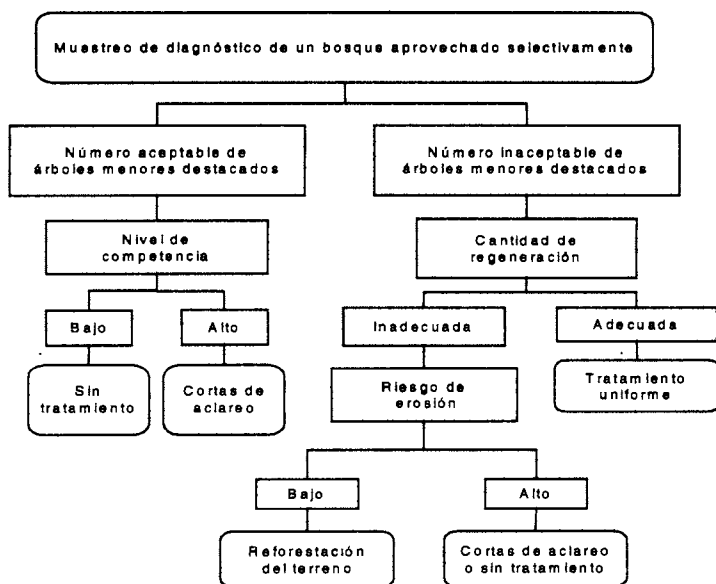 Muestreo de diagnóstico de un bosque aprovechado selectivamente
Número aceptable de
árboles menores destacados
Número inaceptable de
árboles menores destacados
Nivel de
competencia
Cantidad de
regeneración
Bajo
Alto
Inadecuada
Adecuada
Sin
tratamiento
Cortas de
aclareo
Riesgo de
erosión
Tratamiento
uniforme
Bajo
Alto
Reforestación
del terreno
Cortas de aclareo
o sin tratamiento